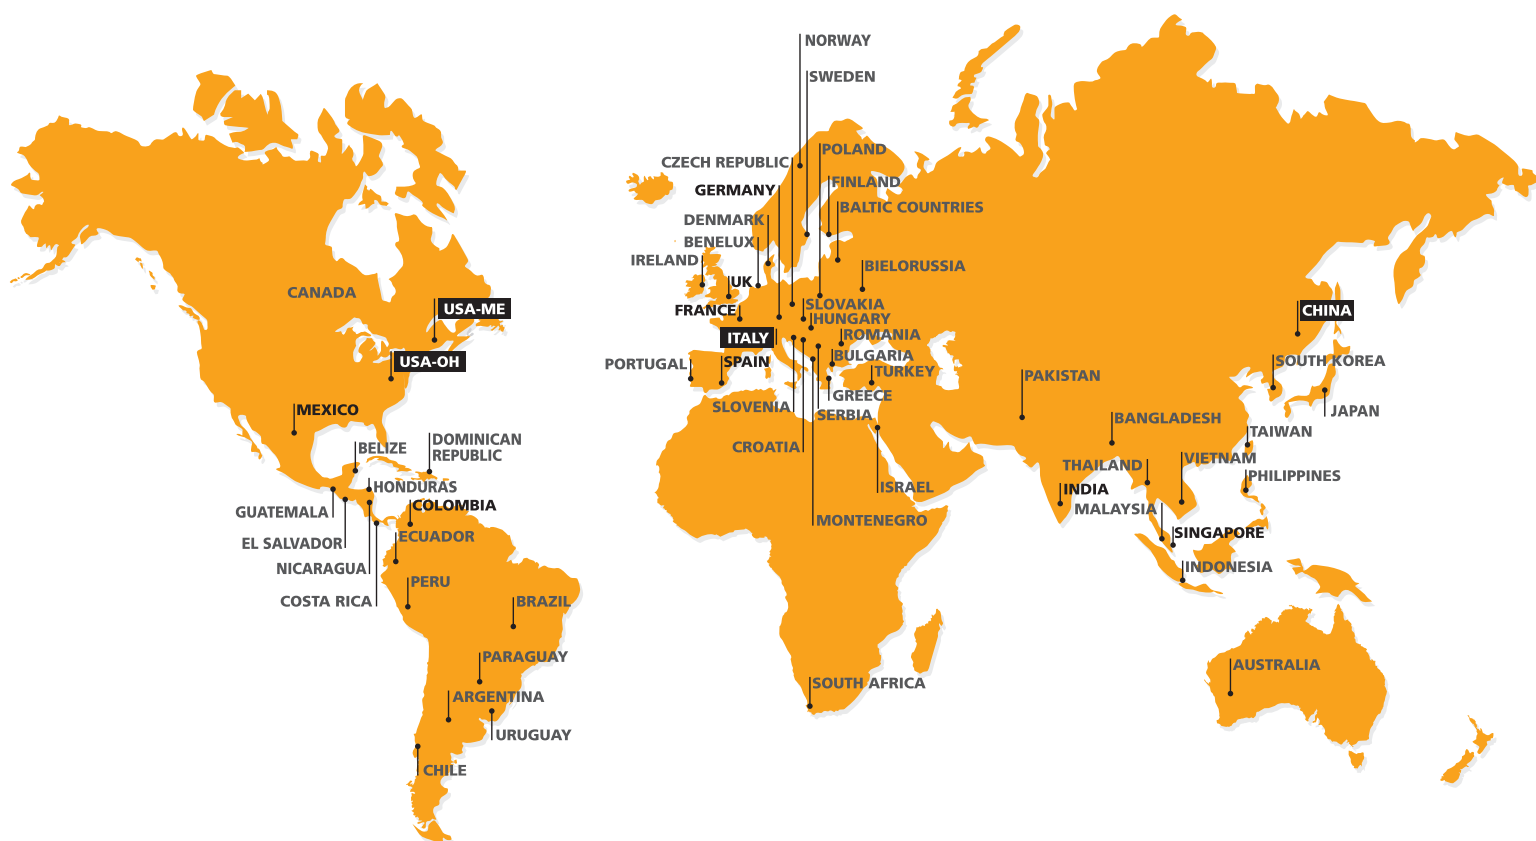 NORWAY
SWEDEN
POLAND
CZECH REPUBLIC
FINLAND
GERMANY
BALTIC COUNTRIES
DENMARK
BENELUX
IRELAND
BIELORUSSIA
UK
CANADA
SLOVAKIA
USA-ME
FRANCE
CHINA
HUNGARY
ITALY
ROMANIA
BULGARIA
USA-OH
PORTUGAL
SPAIN
SOUTH KOREA
TURKEY
PAKISTAN
GREECE
SLOVENIA
MEXICO
SERBIA
JAPAN
BANGLADESH
TAIWAN
DOMINICAN
REPUBLIC
BELIZE
CROATIA
VIETNAM
THAILAND
PHILIPPINES
HONDURAS
ISRAEL
INDIA
COLOMBIA
MALAYSIA
GUATEMALA
MONTENEGRO
SINGAPORE
ECUADOR
EL SALVADOR
NICARAGUA
INDONESIA
PERU
COSTA RICA
BRAZIL
PARAGUAY
AUSTRALIA
SOUTH AFRICA
ARGENTINA
URUGUAY
CHILE